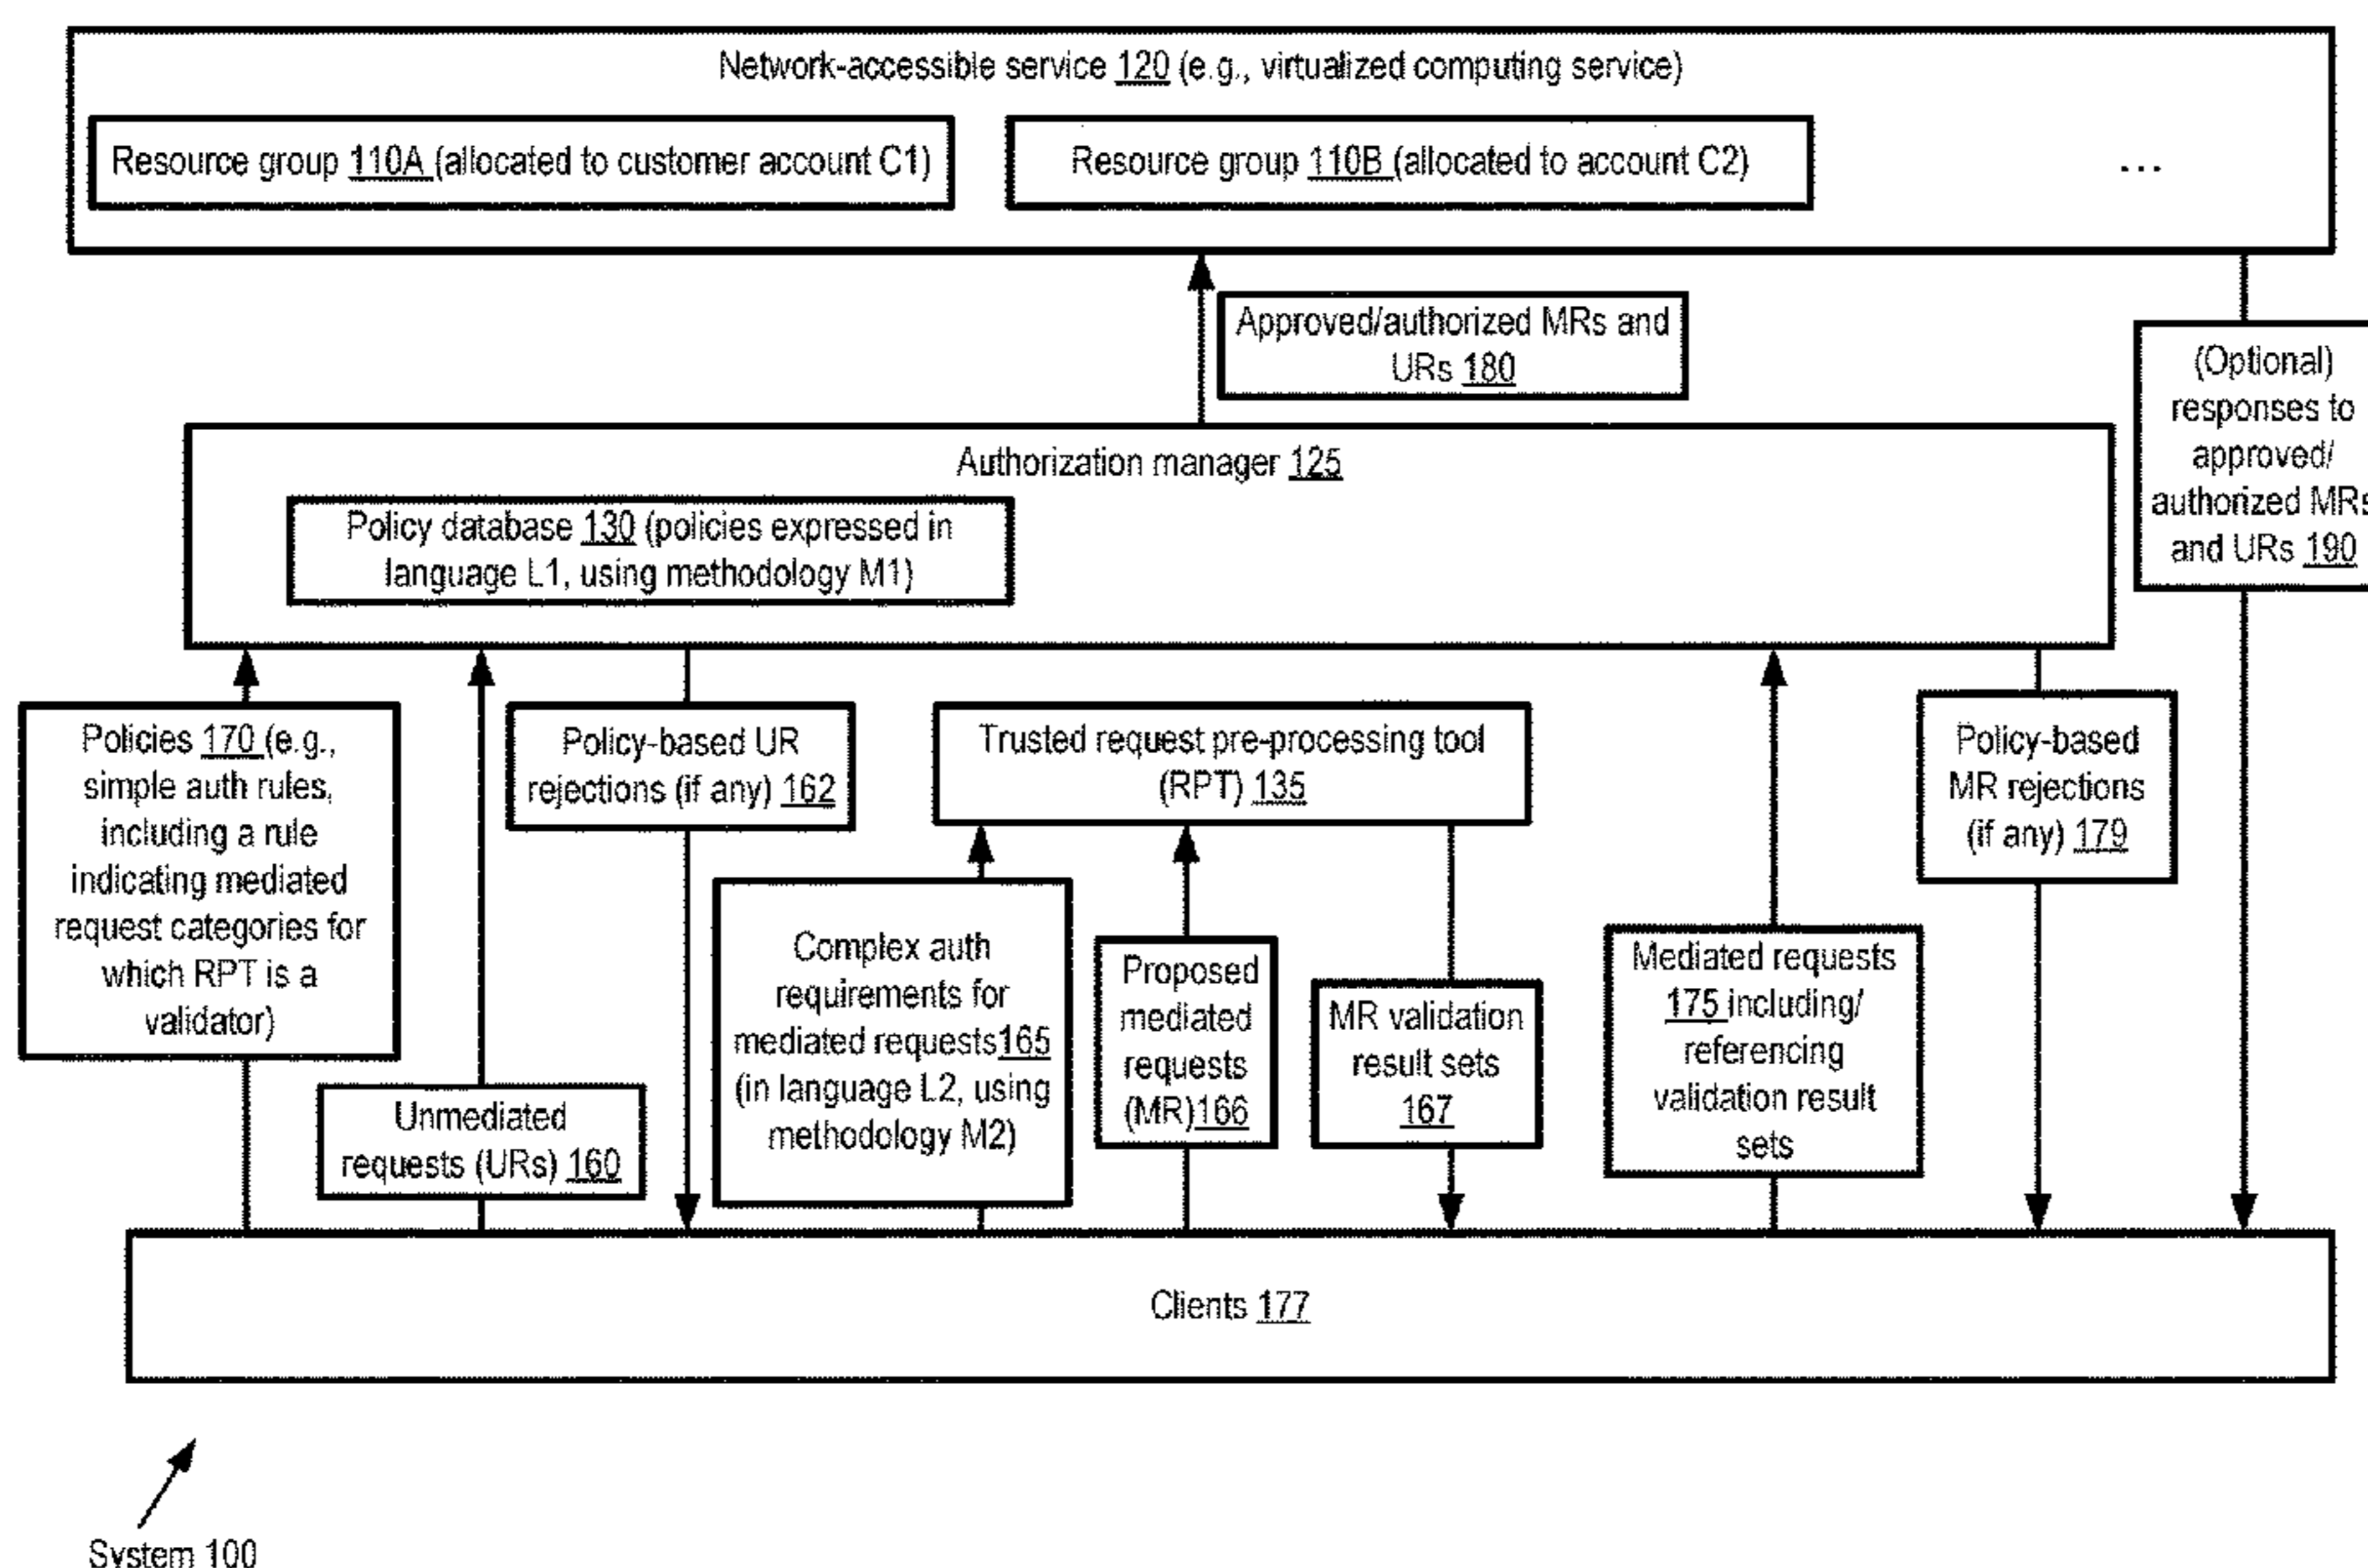 Network-accessible service 120 (e.g., virtualized computing service)
Resource group 110A (allocated to customer account C1)
Resource group 110B (allocated to account C2)
...
Approved/authorized MRs and
URs 180
(Optional)
responses to
approved/
authorized MRs
and URs 190
Authorization manager 125
Policy database 130 (policies expressed in
language L1, using methodology M1)
Policies 170 (e.g.,
simple auth rules,
including a rule
indicating mediated
request categories for
which RPT is a
validator)
Unmediated
requests (URs) 160
Policy-based UR
rejections (if any) 162
Trusted request pre-processing tool
(RPT) 135
Complex auth
requirements for
mediated requests165
(in language L2, using
methodology M2)
Proposed
mediated
requests
(MR)166
MR validation
result sets
167
Mediated requests
175 including/
referencing
validation result
sets
Policy-based
MR rejections
(if any) 179
Clients 177
System 100